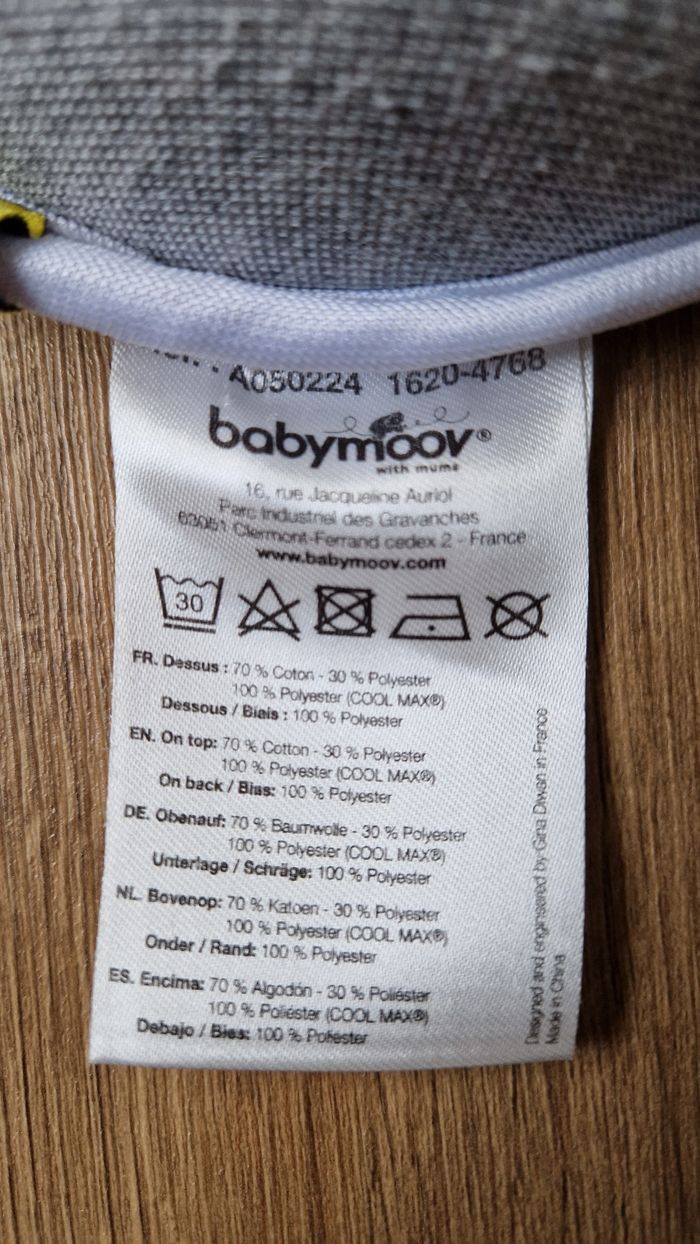 A050224 1620-4768
babymoov®
with mums
16, rue Jacqueline Auriol
Parc Industriel des Gravanches
63051 Clermont-Ferrand cedex 2 - France
www.babymoov.com
30
FR. Dessus : 70 % Coton - 30 % Polyester
100 % Polyester (COOL MAX®)
Dessous / Biais : 100 % Polyester
EN. On top: 70 % Cotton - 30 % Polyester
100 % Polyester (COOL MAX®)
On back / Bias: 100 % Polyester
DE. Obenauf: 70 % Baumwolle - 30 % Polyester
100 % Polyester (COOL MAX®)
Unterlage / Schräge: 100 % Polyester
NL. Bovenop: 70 % Katoen - 30 % Polyester
100 % Polyester (COOL MAX®)
Onder / Rand: 100 % Polyester
ES. Encima: 70 % Algodón - 30 % Poliéster
100 % Poliéster (COOL MAX®)
Debajo / Bies: 100 % Poliéster
Designed and engineered by Gina Diwan in France
Made in China